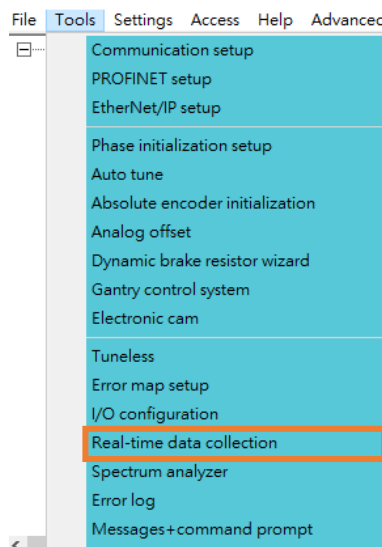 File Tools Settings Access Help Advanced
Communication setup
PROFINET setup
EtherNet/IP setup
Phase initialization setup
Auto tune
Absolute encoder initialization
Analog offset
Dynamic brake resistor wizard
Gantry control system
Electronic cam
Tuneless
Error map setup
I/O configuration
Real-time data collection
Spectrum analyzer
Error log
Messages+command prompt